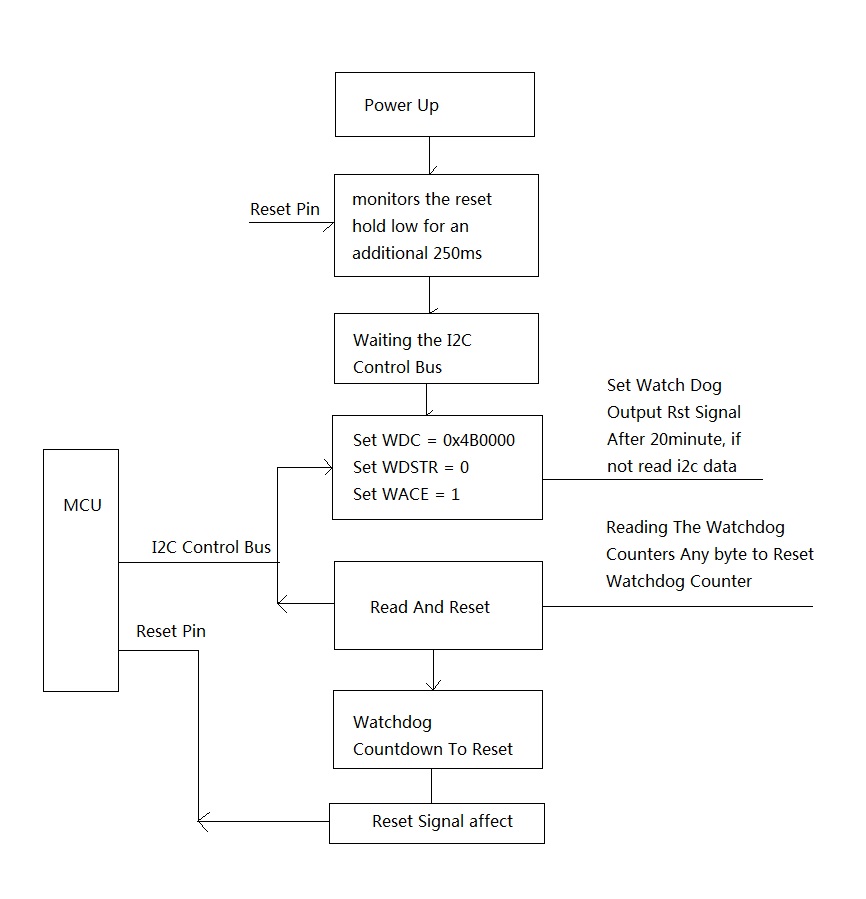 Power Up
Reset Pin
monitors the reset
hold low for an
additional 250ms
Waiting the I2C
Control Bus
Set Watch Dog
Output Rst Signal
After 20minute, if
not read i2c data
Set WDC = 0x4B0000
Set WDSTR = 0
Set WACE = 1
MCU
I2C Control Bus
Reading The Watchdog
Counters Any byte to Reset
Watchdog Counter
Read And Reset
Reset Pin
Watchdog
Countdown To Reset
Reset Signal affect